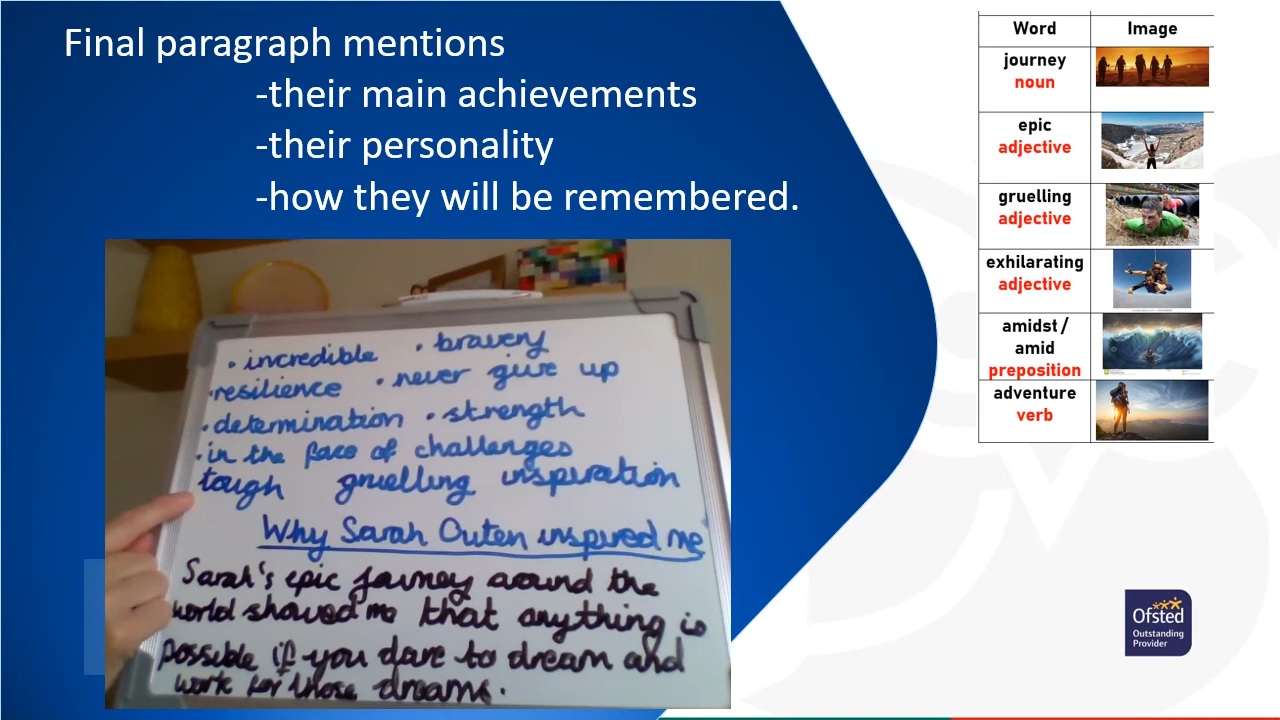 Final paragraph mentions
-their main achievements
-their personality
-how they will be remembered.
• incredible • bravery
•resilience • never give up
•determination • strength
•in the face of challenges
tough gruelling inspiration
Why Sarah Outen inspired me
Sarah's epic journey around the
world showed me that anything is
possible if you dare to dream and
work for those dreams.
Word Image
journey
noun
epic
adjective
gruelling
adjective
exhilarating
adjective
amidst /
amid
preposition
adventure
verb
Ofsted
Outstanding
Provider